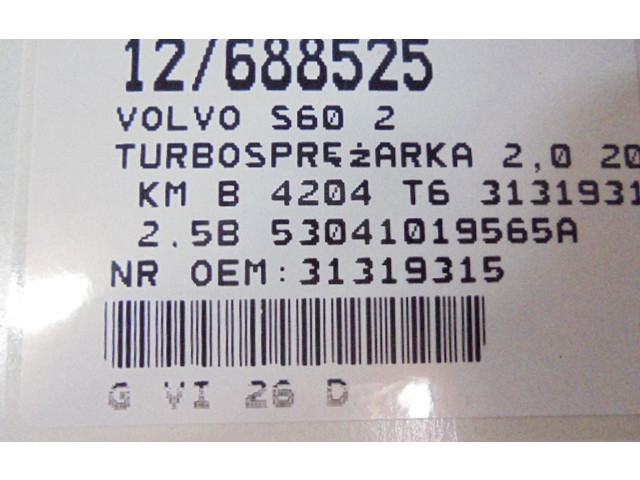 12/688525
VOLVO S60 2
TURBOSPRĘŻARKA 2,0 20
KM B 4204 T6 3131931
2.5B 53041019565A
NR OEM:31319315
G VI 26 D